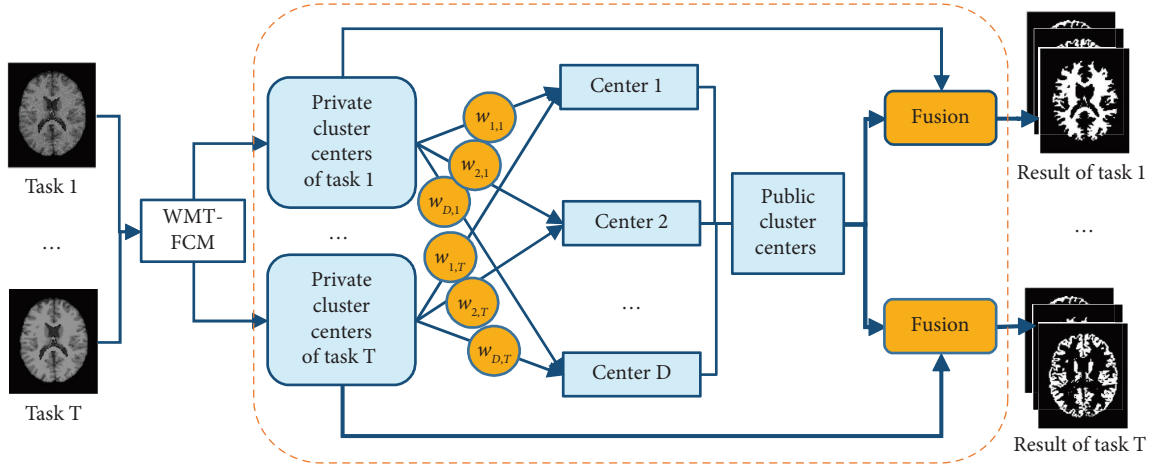 Task 1
...
Task T
WMT-
FCM
Private
cluster
centers
of task 1
...
Private
cluster
centers
of task T
w1,1
w2,1
wD,1
w1,T
w2,T
wD,T
Center 1
Center 2
...
Center D
Public
cluster
centers
Fusion
Fusion
Result of task 1
...
Result of task T